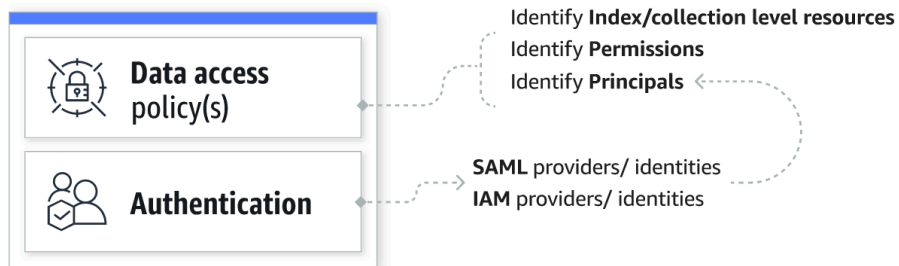 Identify Index/collection level resources
Data access
policy(s)
Identify Permissions
Identify Principals
Authentication
SAML providers/ identities
IAM providers/ identities